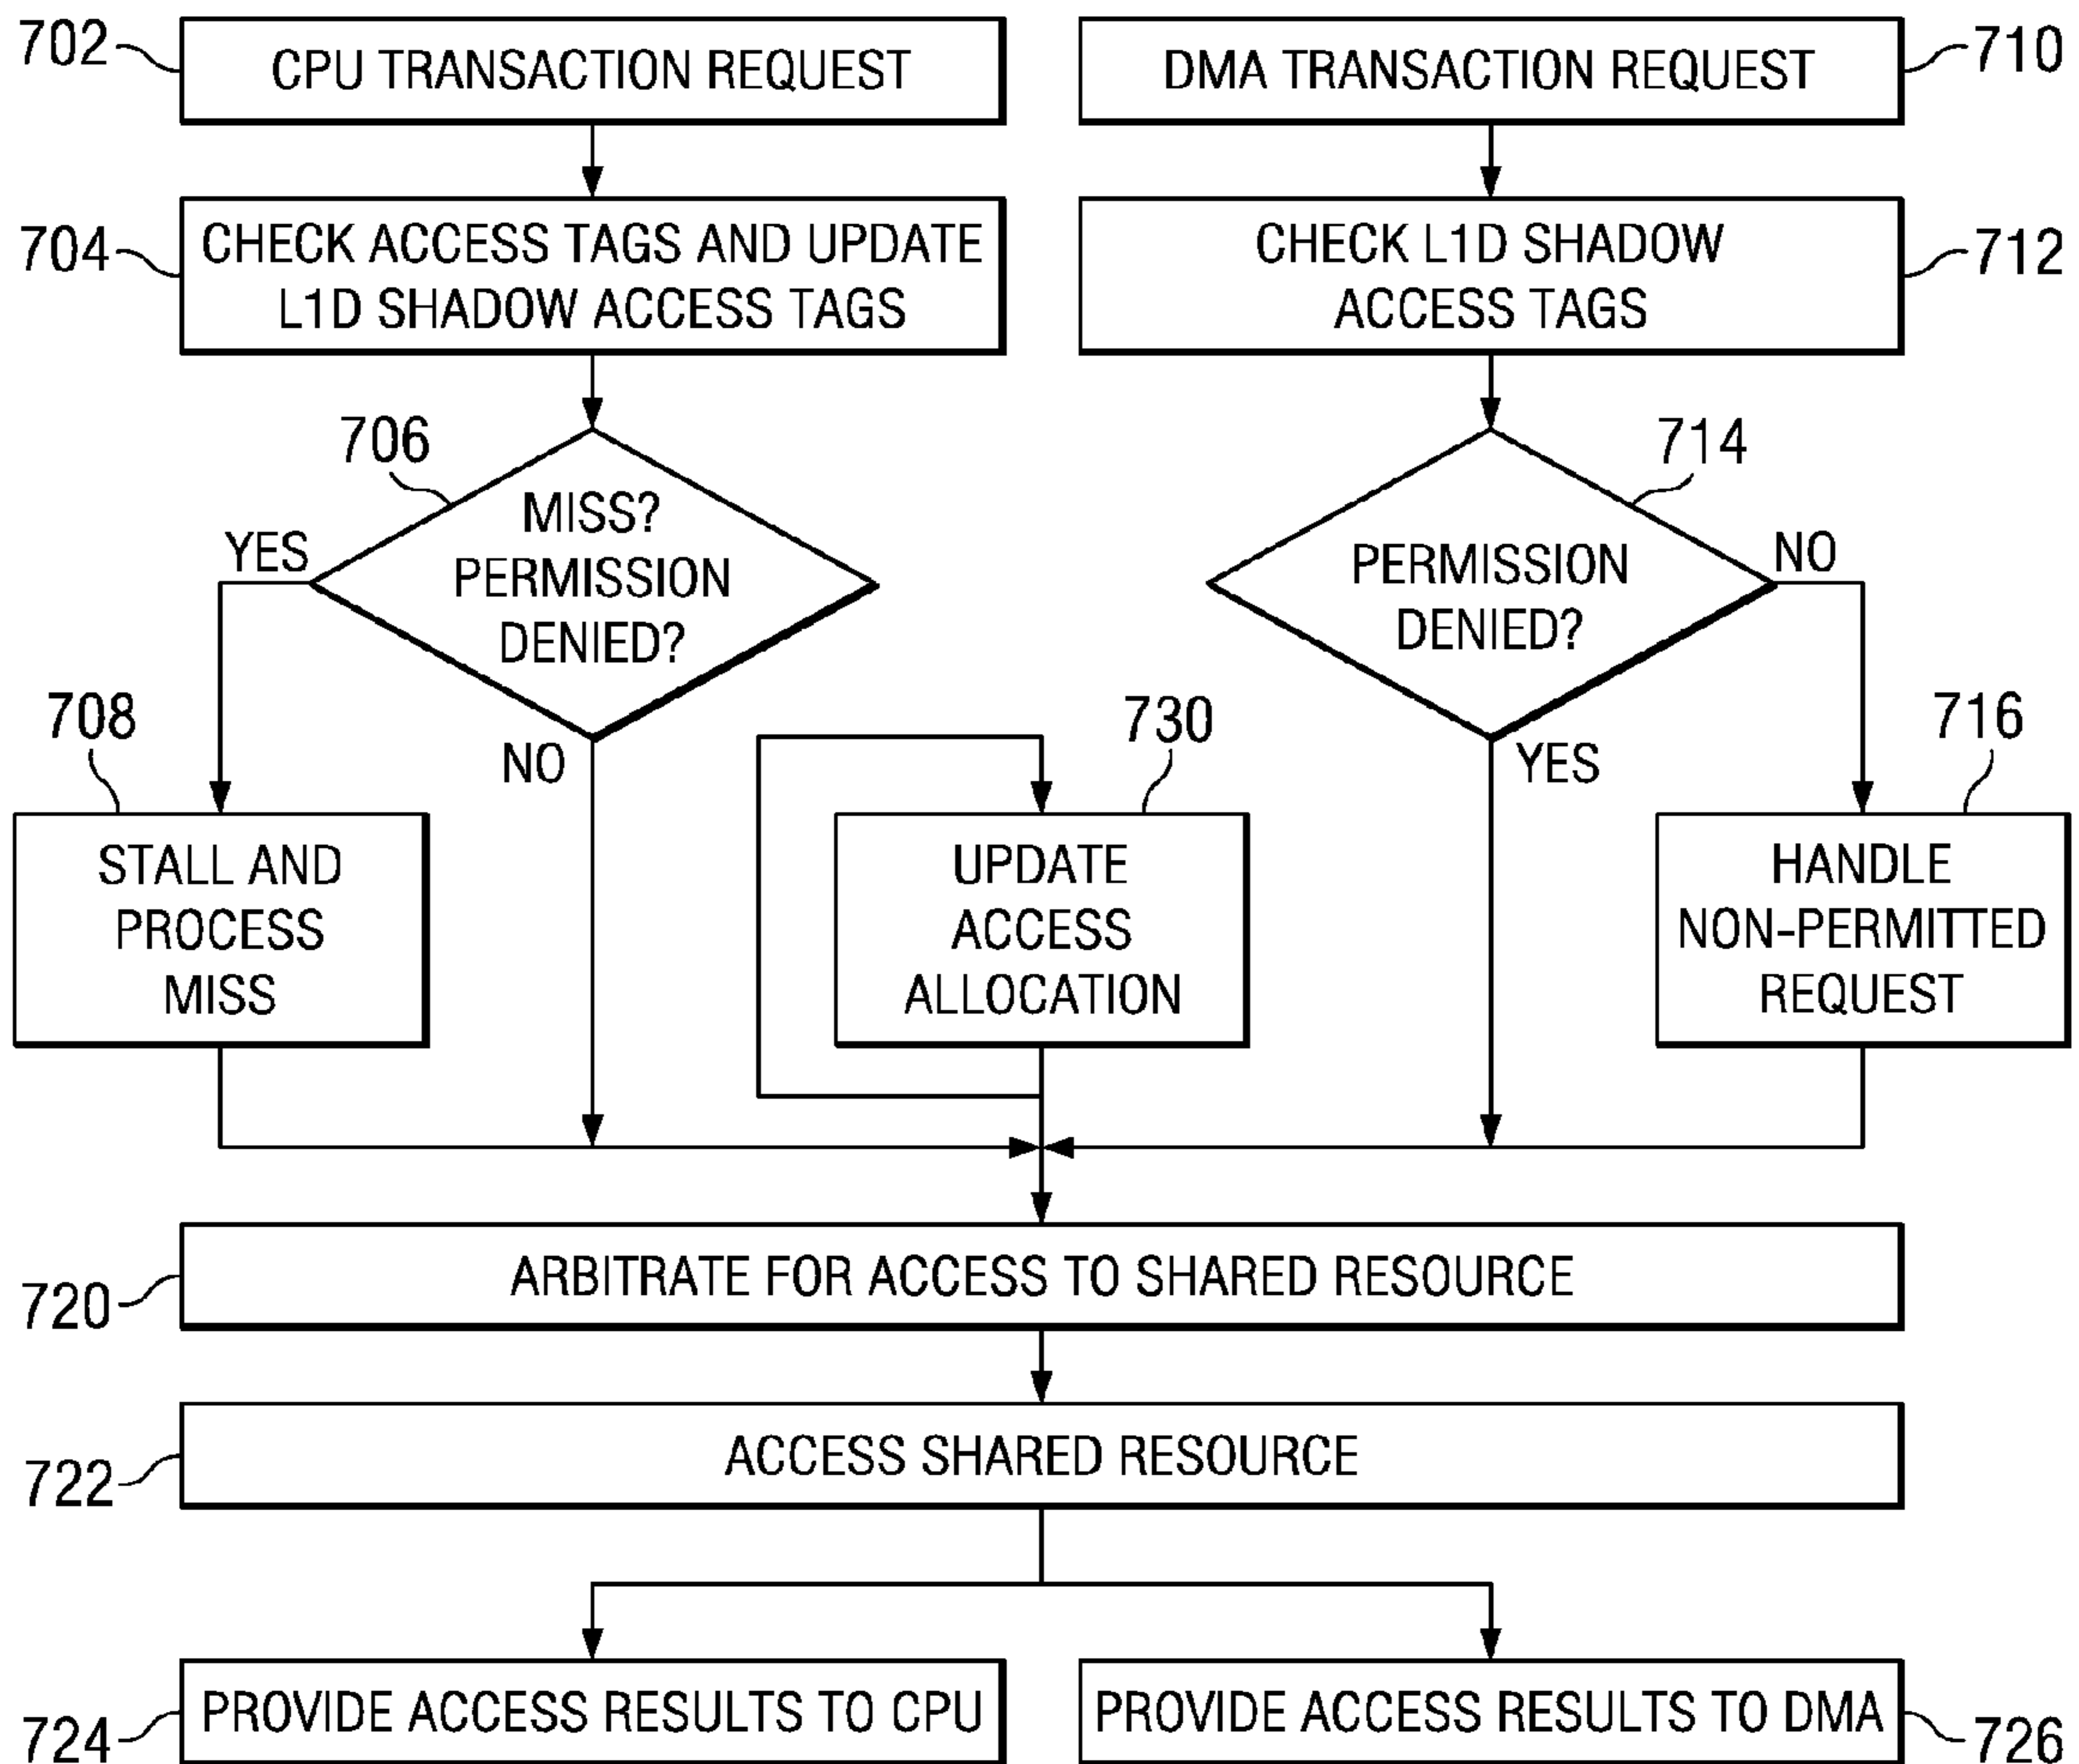 702
CPU TRANSACTION REQUEST
DMA TRANSACTION REQUEST
710
704
CHECK ACCESS TAGS AND UPDATE
L1D SHADOW ACCESS TAGS
CHECK L1D SHADOW
ACCESS TAGS
712
706
MISS?
PERMISSION
DENIED?
YES
NO
714
PERMISSION
DENIED?
NO
YES
708
STALL AND
PROCESS
MISS
730
UPDATE
ACCESS
ALLOCATION
716
HANDLE
NON-PERMITTED
REQUEST
720
ARBITRATE FOR ACCESS TO SHARED RESOURCE
722
ACCESS SHARED RESOURCE
724
PROVIDE ACCESS RESULTS TO CPU
PROVIDE ACCESS RESULTS TO DMA
726